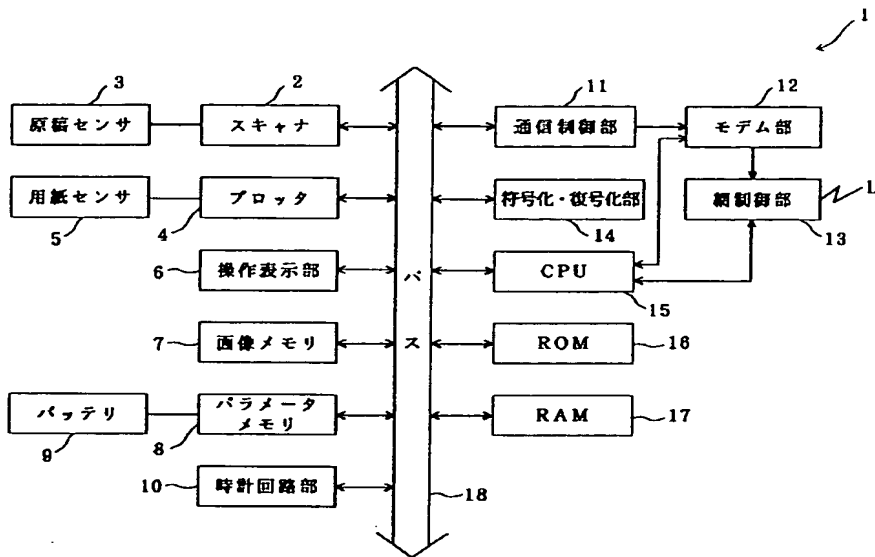 1
3
2
11
12
原稿センサ
スキャナ
通信制御部
モデム部
用紙センサ
プロッタ
符号化・復号化部
網制御部
L
5
4
14
13
6
操作表示部
バ
CPU
15
7
画像メモリ
ス
ROM
16
バッテリ
パラメータ
メモリ
RAM
17
9
8
10
時計回路部
18